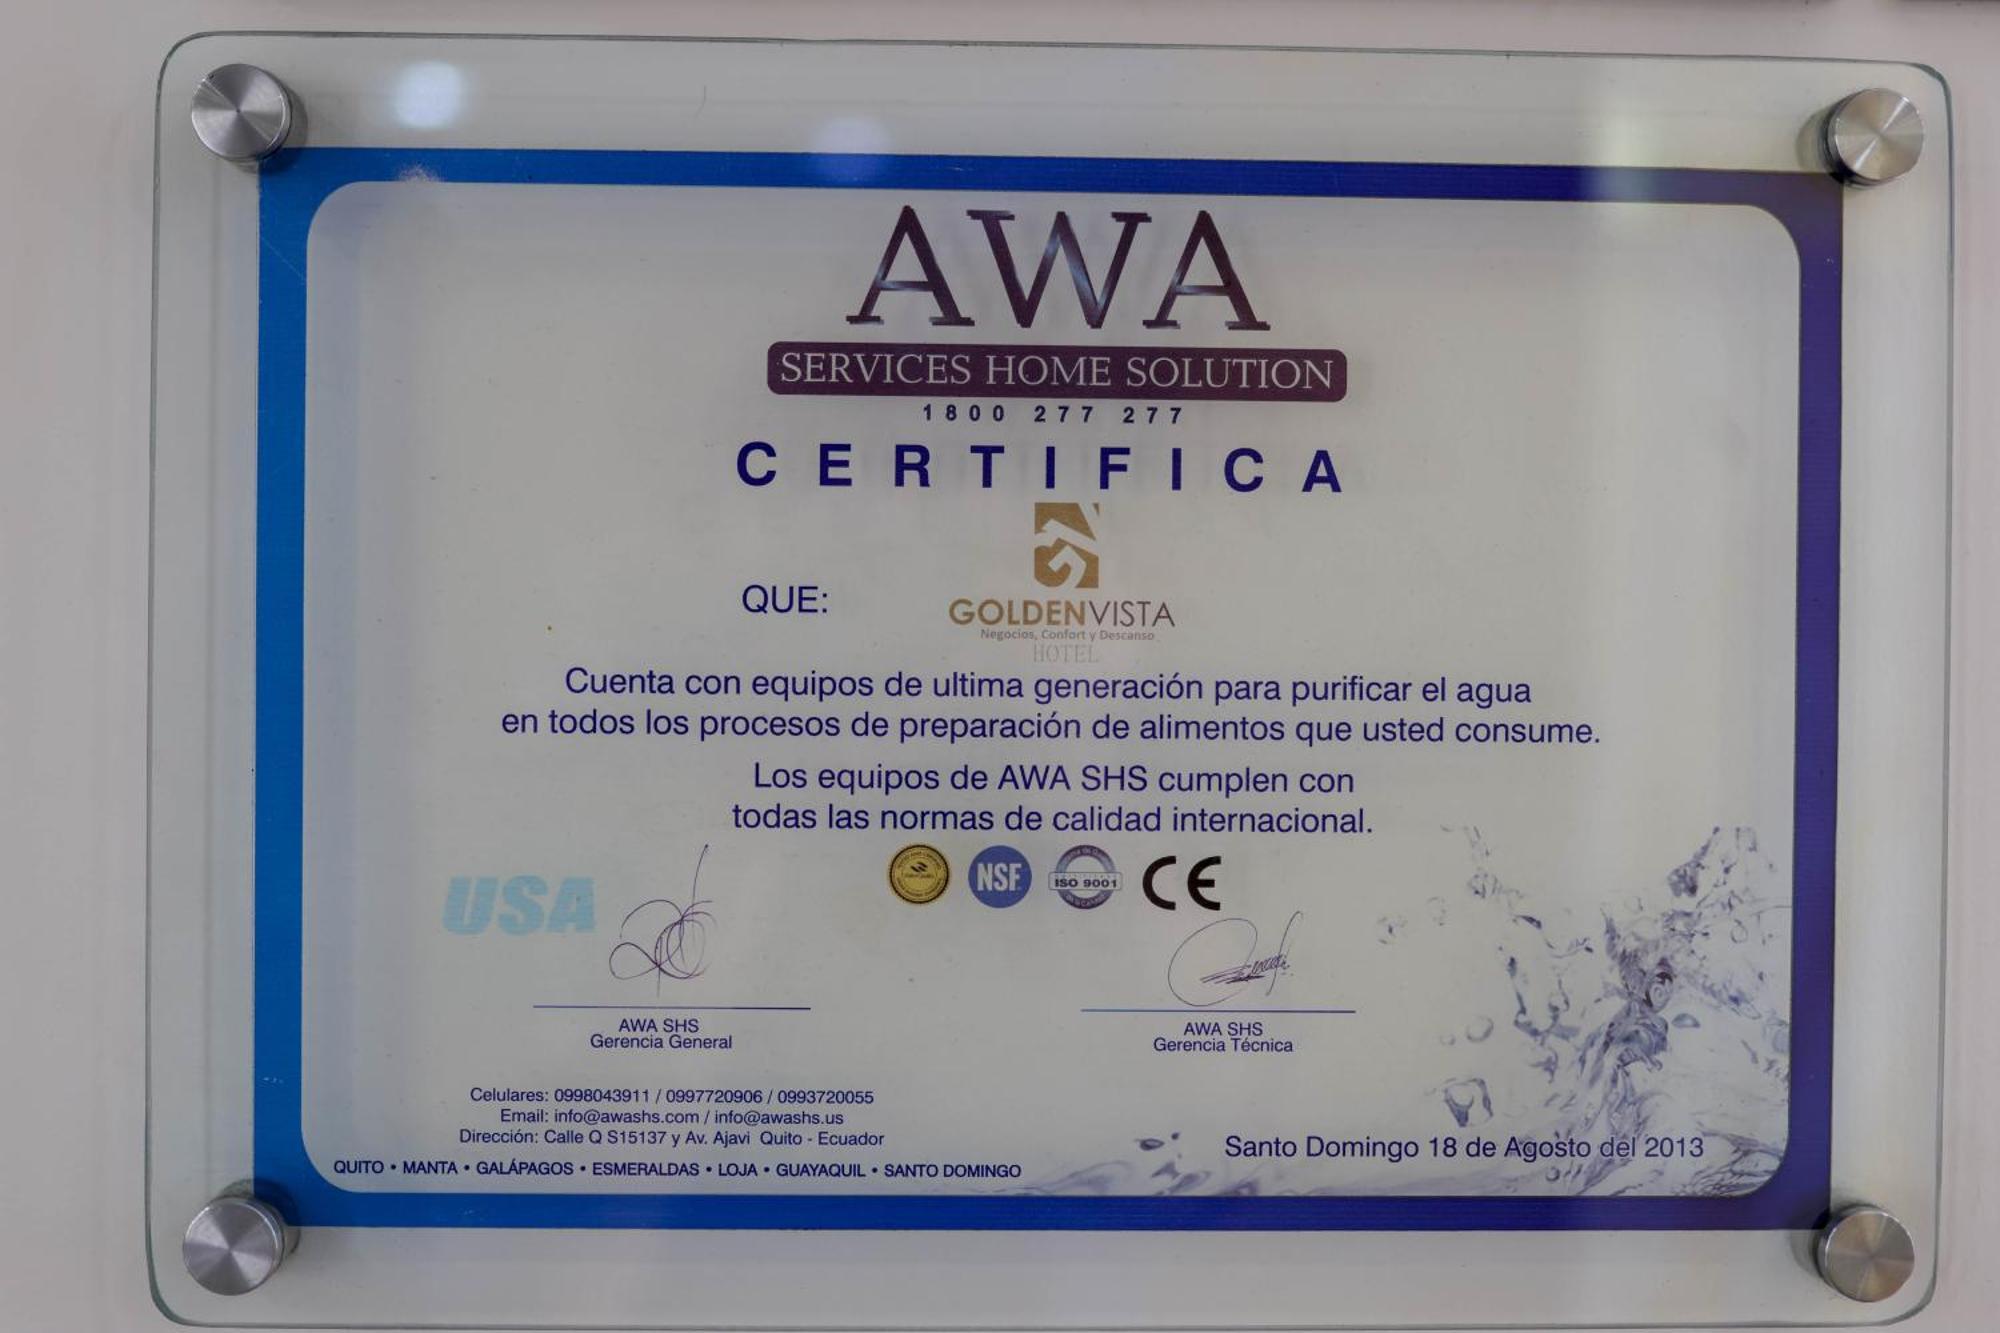 AWA
SERVICES HOME SOLUTION
1800 277 277
CERTIFICA
QUE:
GOLDENVISTA
Negocios, Confort y Descanso
HOTEL
Cuenta con equipos de ultima generación para purificar el agua
en todos los procesos de preparación de alimentos que usted consume.
Los equipos de AWA SHS cumplen con
todas las normas de calidad internacional.
NSF
ISO 9001
CE
USA
AWA SHS
Gerencia General
AWA SHS
Gerencia Técnica
Celulares: 0998043911 / 0997720906 / 0993720055
Email: info@awashs.com / info@awashs.us
Dirección: Calle Q S15137 y Av. Ajavi Quito - Ecuador
QUITO • MANTA • GALÁPAGOS • ESMERALDAS • LOJA • GUAYAQUIL • SANTO DOMINGO
Santo Domingo 18 de Agosto del 2013